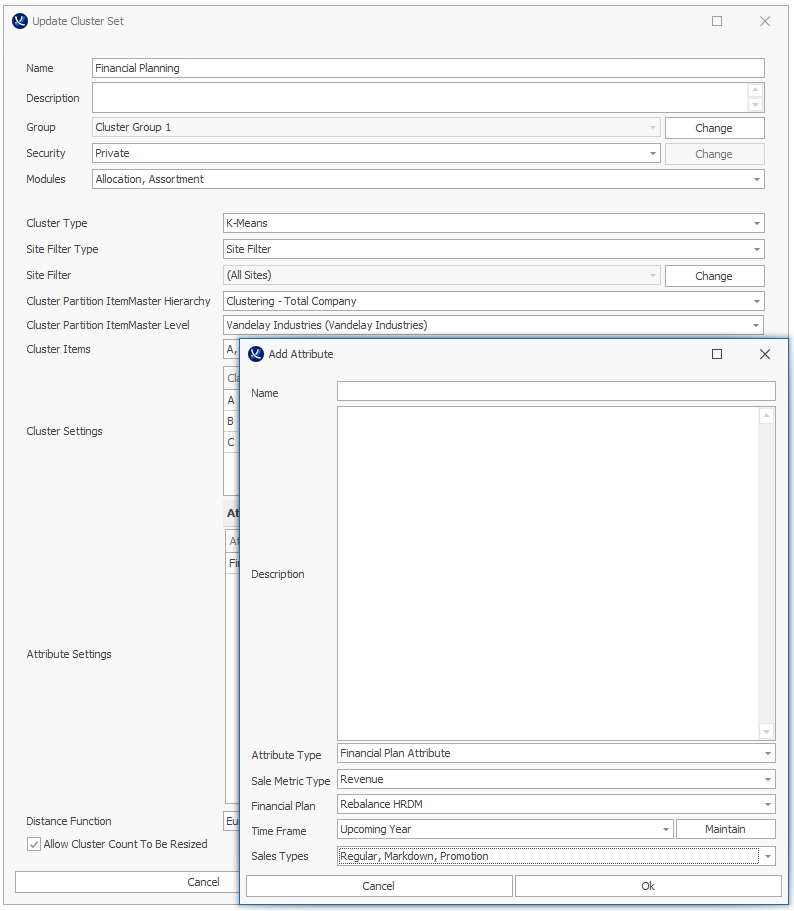 Update Cluster Set
Name Financial Planning
Description
Group Cluster Group 1 Change
Security Private Change
Modules Allocation, Assortment
Cluster Type K-Means
Site Filter Type Site Filter
Site Filter (All Sites) Change
Cluster Partition ItemMaster Hierarchy Clustering - Total Company
Cluster Partition ItemMaster Level Vandelay Industries (Vandelay Industries)
Cluster Items A,
Cla
A
B
C
Cluster Settings
At
At
Fi
Attribute Settings
Distance Function Eu
Allow Cluster Count To Be Resized
Cancel
Add Attribute
Name
Description
Attribute Type Financial Plan Attribute
Sale Metric Type Revenue
Financial Plan Rebalance HRDM
Time Frame Upcoming Year Maintain
Sales Types Regular, Markdown, Promotion
Cancel Ok